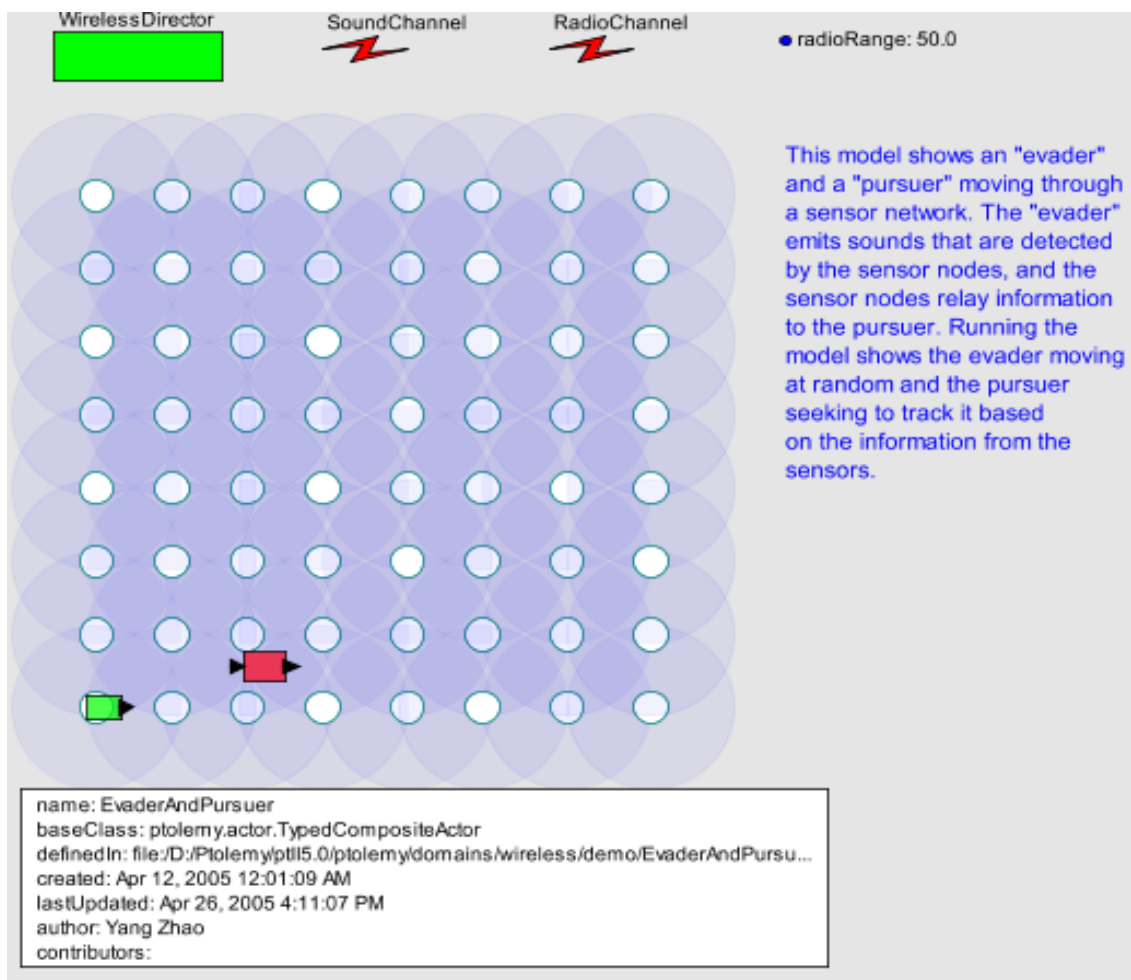 WirelessDirector
SoundChannel
RadioChannel
radioRange: 50.0
This model shows an "evader"
and a "pursuer" moving through
a sensor network. The "evader"
emits sounds that are detected
by the sensor nodes, and the
sensor nodes relay information
to the pursuer. Running the
model shows the evader moving
at random and the pursuer
seeking to track it based
on the information from the
sensors.
name: EvaderAndPursuer
baseClass: ptolemy.actor.TypedCompositeActor
definedIn: file:/D:/Ptolemy/ptII5.0/ptolemy/domains/wireless/demo/EvaderAndPursu...
created: Apr 12, 2005 12:01:09 AM
lastUpdated: Apr 26, 2005 4:11:07 PM
author: Yang Zhao
contributors: